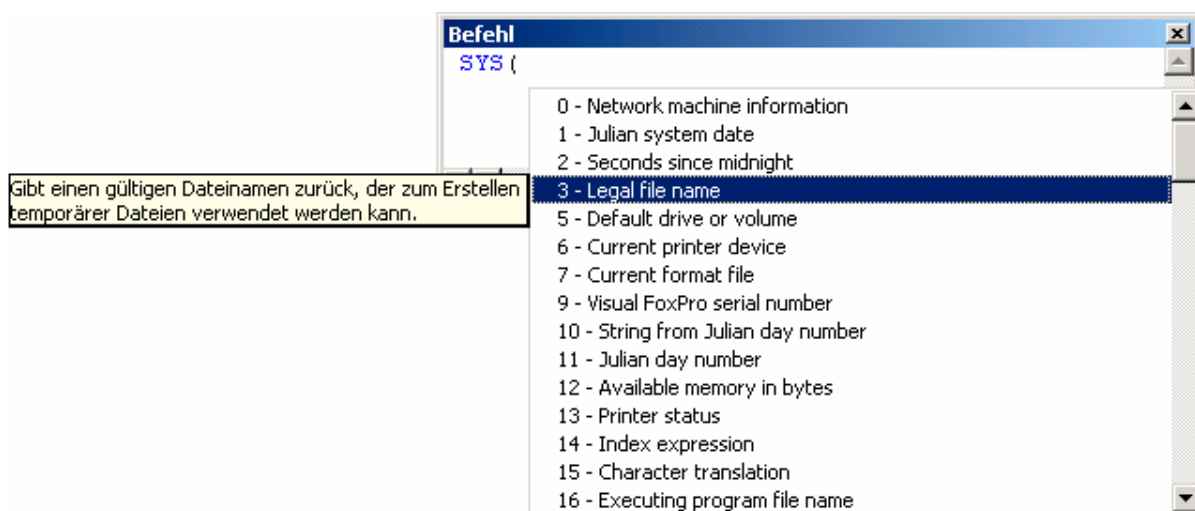 Befehl
SYS(
0 - Network machine information
1 - Julian system date
2 - Seconds since midnight
Gibt einen gültigen Dateinamen zurück, der zum Erstellen
temporärer Dateien verwendet werden kann.
3 - Legal file name
5 - Default drive or volume
6 - Current printer device
7 - Current format file
9 - Visual FoxPro serial number
10 - String from Julian day number
11 - Julian day number
12 - Available memory in bytes
13 - Printer status
14 - Index expression
15 - Character translation
16 - Executing program file name